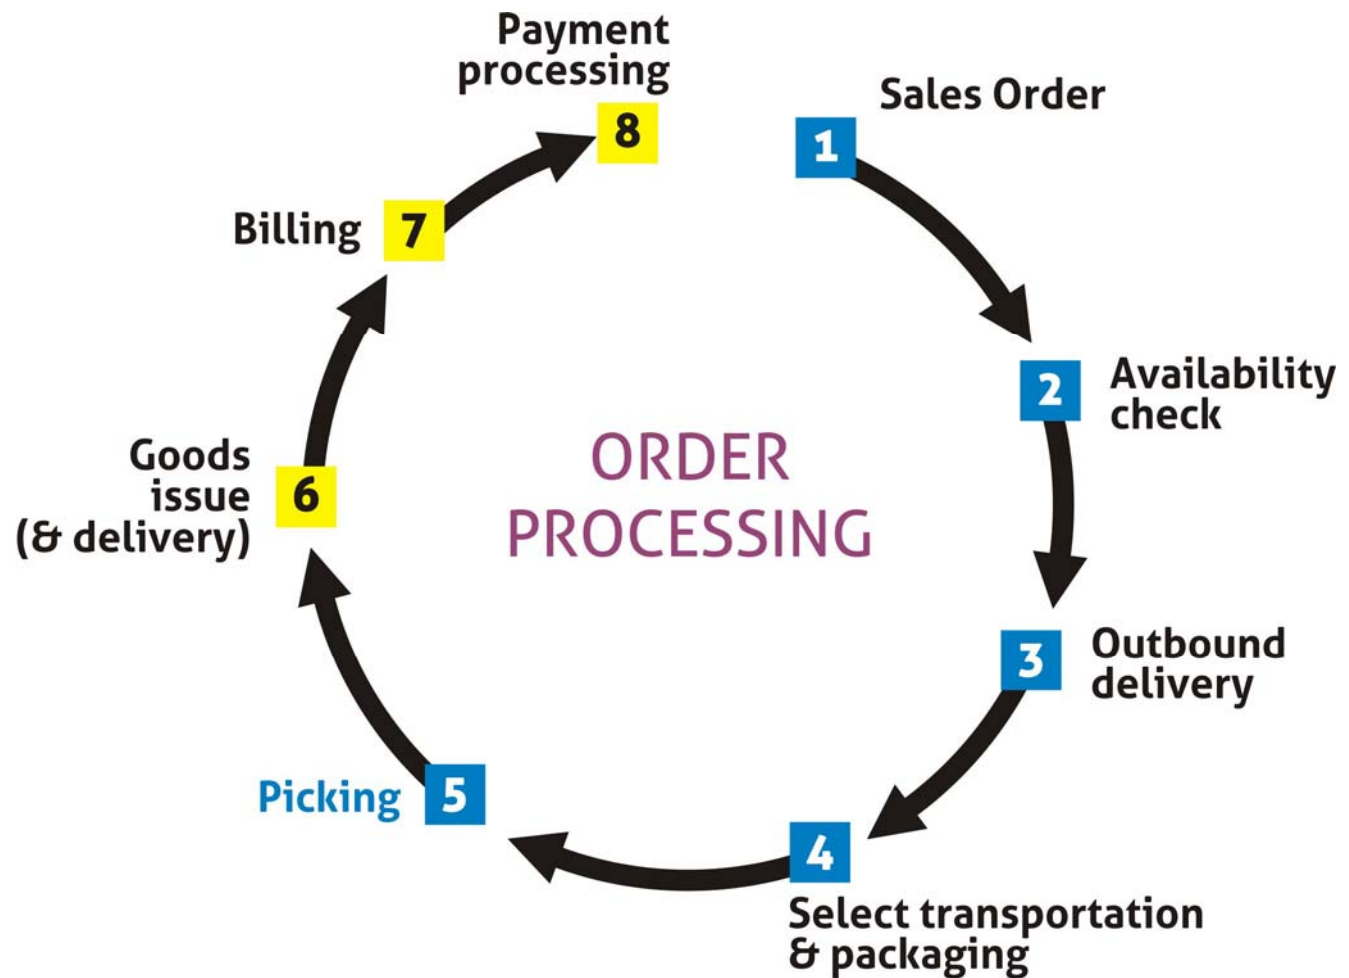 ORDER
PROCESSING
1
Sales Order
2
Availability
check
3
Outbound
delivery
4
Select transportation
& packaging
5
Picking
6
Goods
issue
(& delivery)
7
Billing
8
Payment
processing